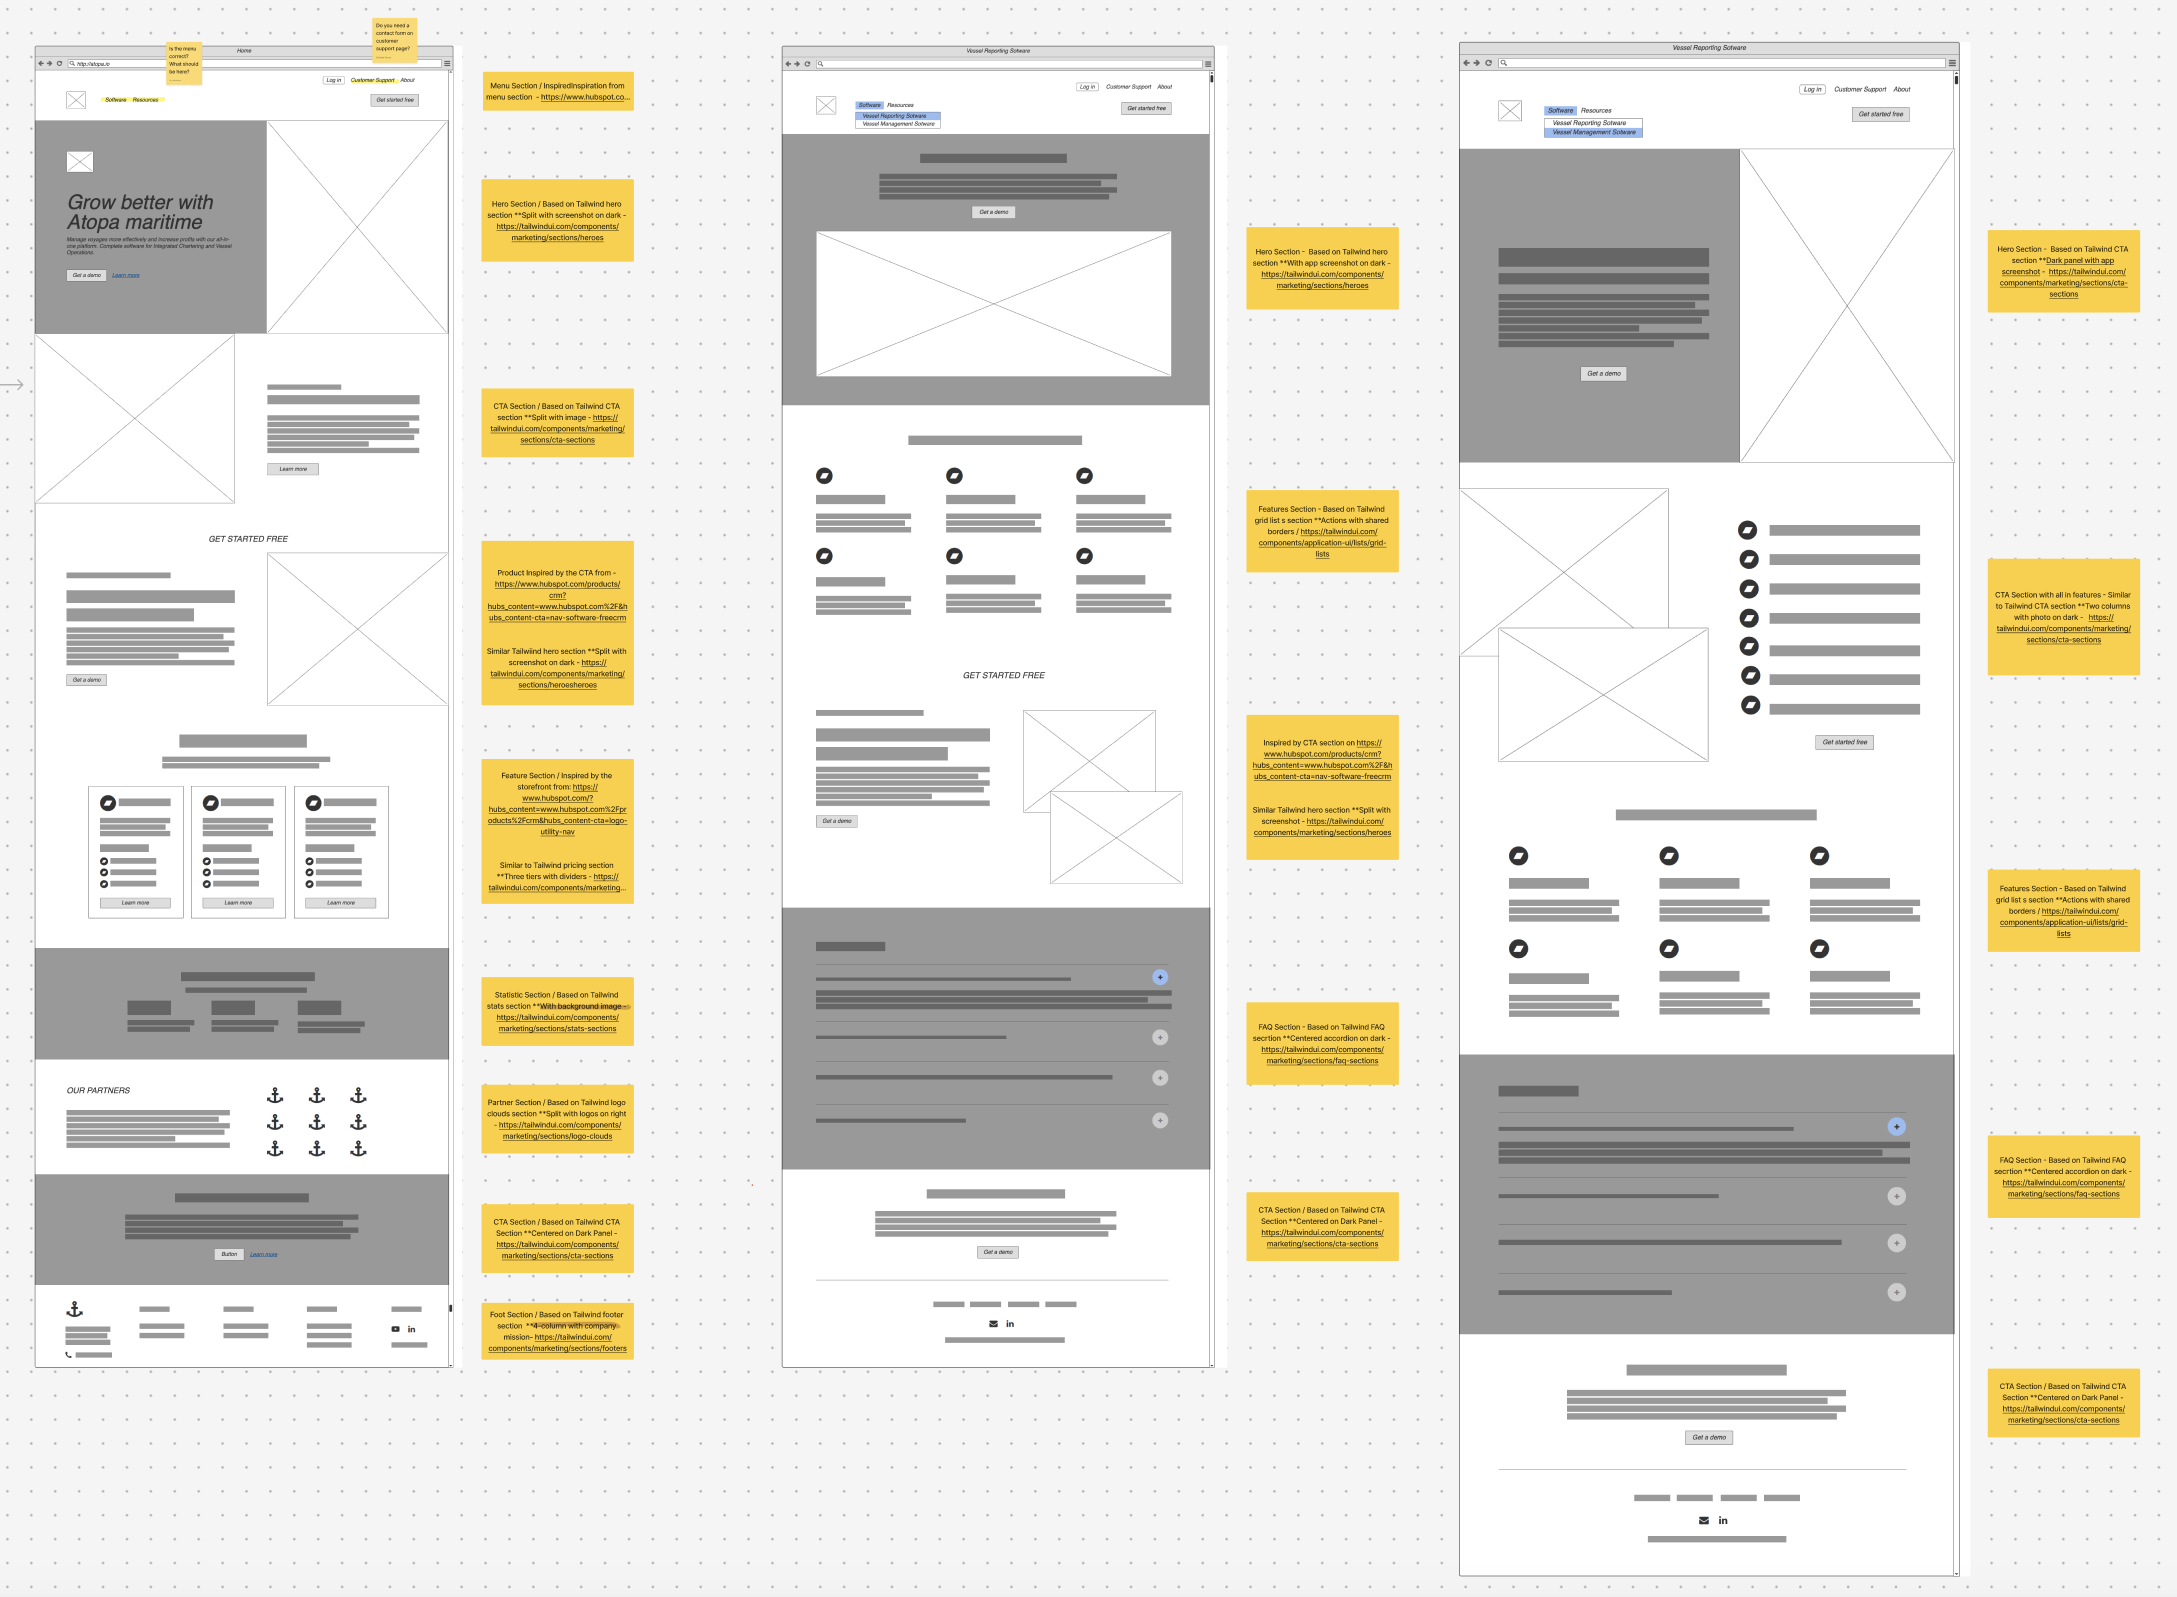 Home
http://atopa.io
Is the menu
correct?
What should
be here?
Do you need a
contact form on
customer
support page?
Log in
Customer Support
About
Software
Resources
Get started free
Grow better with
Atopa maritime
Manage voyages more effectively and increase profits with our all-in-
one platform. Complete software for Integrated Chartering and Vessel
Operations.
Get a demo
Learn more
Learn more
GET STARTED FREE
Get a demo
Learn more
Learn more
Learn more
OUR PARTNERS
Button
Learn more
Menu Section / InspiredInspiration from
menu section - https://www.hubspot.co...
Hero Section / Based on Tailwind hero
section **Split with screenshot on dark -
https://tailwindui.com/components/
marketing/sections/heroes
CTA Section / Based on Tailwind CTA
section **Split with image - https://
tailwindui.com/components/marketing/
sections/cta-sections
Product Inspired by the CTA from -
https://www.hubspot.com/products/
crm?
hubs_content=www.hubspot.com%2F&h
ubs_content-cta=nav-software-freecrm
Similar Tailwiind hero section **Split with
screenshot on dark - https://
tailwindui.com/components/marketing/
sections/heroesheroes
Feature Section / Inspired by the
storefront from: https://
www.hubspot.com/?
hubs_content=www.hubspot.com%2Fpr
oducts%2Fcrm&hubs_content-cta=logo-
utility-nav
Similar to Tailwind pricing section
**Three tiers with dividers - https://
tailwindui.com/components/marketing...
Statistic Section / Based on Tailwind
stats section **With background image -
https://tailwindui.com/components/
marketing/sections/stats-sections
Partner Section / Based on Tailwind logo
clouds section **Split with logos on right
- https://tailwindui.com/components/
marketing/sections/logo-clouds
CTA Section / Based on Tailwind CTA
Section **Centered on Dark Panel -
https://tailwindui.com/components/
marketing/sections/cta-sections
Foot Section / Based on Tailwind footer
section **4-column with company
mission- https://tailwindui.com/
components/marketing/sections/footers
Vessel Reporting Sotware
Log in
Customer Support
About
Software
Resources
Vessel Reporting Sotware
Vessel Management Sotware
Get started free
Get a demo
GET STARTED FREE
Get a demo
Get a demo
Hero Section - Based on Tailwind hero
section **With app screenshot on dark -
https://tailwindui.com/components/
marketing/sections/heroes
Features Section - Based on Tailwind
grid list s section **Actions with shared
borders / https://tailwindui.com/
components/application-ui/lists/grid-
lists
Inspired by CTA section on https://
www.hubspot.com/products/crm?
hubs_content=www.hubspot.com%2F&h
ubs_content-cta=nav-software-freecrm
Similar Tailwind hero section **Split with
screenshot - https://tailwindui.com/
components/marketing/sections/heroes
FAQ Section - Based on Tailwind FAQ
secrtion **Centered accordion on dark -
https://tailwindui.com/components/
marketing/sections/faq-sections
CTA Section / Based on Tailwind CTA
Section **Centered on Dark Panel -
https://tailwindui.com/components/
marketing/sections/cta-sections
Vessel Reporting Sotware
Log in
Customer Support
About
Software
Resources
Vessel Reporting Sotware
Vessel Management Sotware
Get started free
Get a demo
Get started free
Get a demo
Hero Section - Based on Tailwind CTA
section **Dark panel with app
screenshot - https://tailwindui.com/
components/marketing/sections/cta-
sections
CTA Section with all in features - Similar
to Tailwind CTA section **Two columns
with photo on dark - https://
tailwindui.com/components/marketing/
sections/cta-sections
Features Section - Based on Tailwind
grid list s section **Actions with shared
borders / https://tailwindui.com/
components/application-ui/lists/grid-
lists
FAQ Section - Based on Tailwind FAQ
secrtion **Centered accordion on dark -
https://tailwindui.com/components/
marketing/sections/faq-sections
CTA Section / Based on Tailwind CTA
Section **Centered on Dark Panel -
https://tailwindui.com/components/
marketing/sections/cta-sections